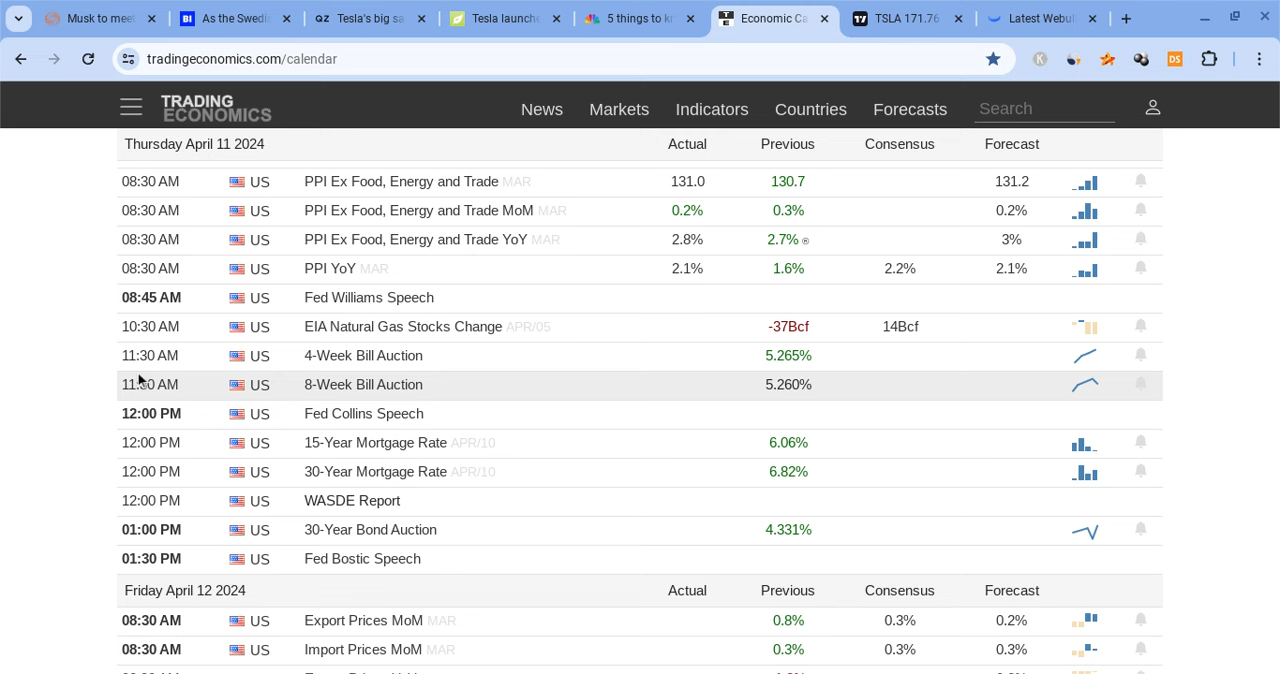 Musk to meet
As the Swedi
Tesla's big sa
Tesla launche
5 things to kn
Economic Ca
TSLA 171.76
Latest Webul
tradingeconomics.com/calendar
TRADING
ECONOMICS
News Markets Indicators Countries Forecasts Search
Thursday April 11 2024 Actual Previous Consensus Forecast
08:30 AM US PPI Ex Food, Energy and Trade MAR 131.0 130.7 131.2
08:30 AM US PPI Ex Food, Energy and Trade MoM MAR 0.2% 0.3% 0.2%
08:30 AM US PPI Ex Food, Energy and Trade YoY MAR 2.8% 2.7% ® 3%
08:30 AM US PPI YoY MAR 2.1% 1.6% 2.2% 2.1%
08:45 AM US Fed Williams Speech
10:30 AM US EIA Natural Gas Stocks Change APR/05 -37Bcf 14Bcf
11:30 AM US 4-Week Bill Auction 5.265%
11:30 AM US 8-Week Bill Auction 5.260%
12:00 PM US Fed Collins Speech
12:00 PM US 15-Year Mortgage Rate APR/10 6.06%
12:00 PM US 30-Year Mortgage Rate APR/10 6.82%
12:00 PM US WASDE Report
01:00 PM US 30-Year Bond Auction 4.331%
01:30 PM US Fed Bostic Speech
Friday April 12 2024 Actual Previous Consensus Forecast
08:30 AM US Export Prices MoM MAR 0.8% 0.3% 0.2%
08:30 AM US Import Prices MoM MAR 0.3% 0.3% 0.3%